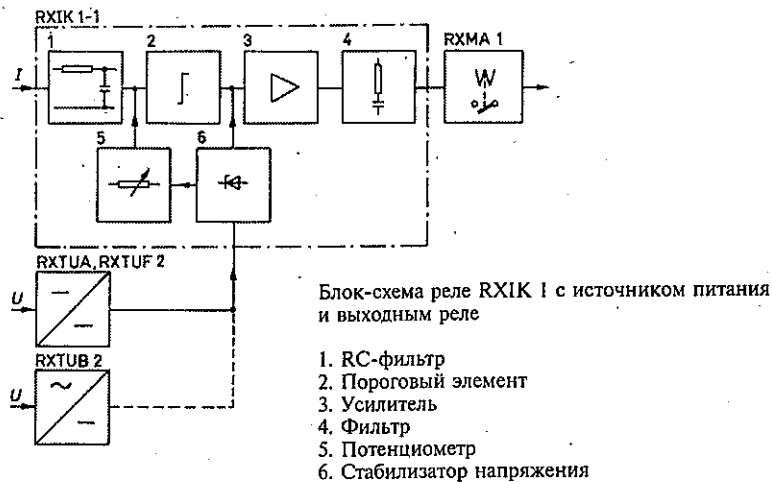 RXIK 1-1
1
2
3
4
RXMA 1
I
5
6
RXTUA, RXTUF 2
U
RXTUB 2
U
Блок-схема реле RXIK 1 с источником питания
и выходным реле
1. RC-фильтр
2. Пороговый элемент
3. Усилитель
4. Фильтр
5. Потенциометр
6. Стабилизатор напряжения